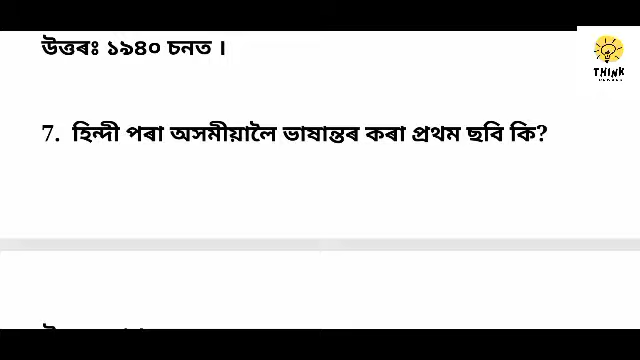 উত্তৰঃ ১৯৪০ চনত ।
THINK
7. হিন্দী পৰা অসমীয়ালৈ ভাষান্তৰ কৰা প্ৰথম ছবি কি?